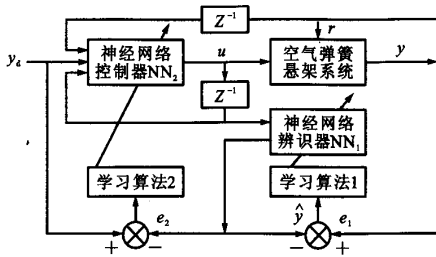 Z⁻¹
神经网络
控制器NN₂
u
空气弹簧
悬架系统
r
y
y_d
Z⁻¹
神经网络
辨识器NN₁
学习算法2
学习算法1
e₂
ŷ
e₁
+
−
−
+